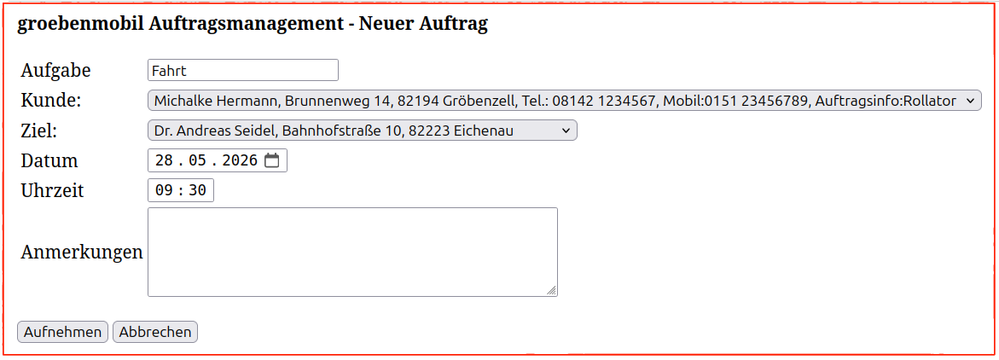 groebenmobil Auftragsmanagement - Neuer Auftrag
Aufgabe Fahrt
Kunde: Michalke Hermann, Brunnenweg 14, 82194 Gröbenzell, Tel.: 08142 1234567, Mobil:0151 23456789, Auftragsinfo:Rollator
Ziel: Dr. Andreas Seidel, Bahnhofstraße 10, 82223 Eichenau
Datum 28.05.2026
Uhrzeit 09:30
Anmerkungen
Aufnehmen Abbrechen